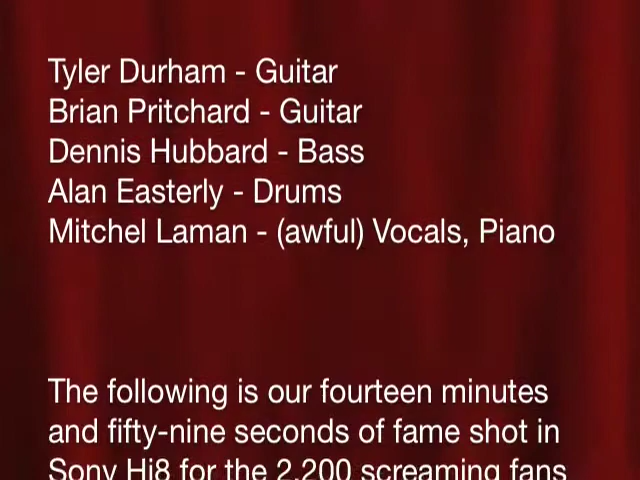 Tyler Durham - Guitar
Brian Pritchard - Guitar
Dennis Hubbard - Bass
Alan Easterly - Drums
Mitchel Laman - (awful) Vocals, Piano
The following is our fourteen minutes
and fifty-nine seconds of fame shot in
Sony Hi8 for the 2,200 screaming fans